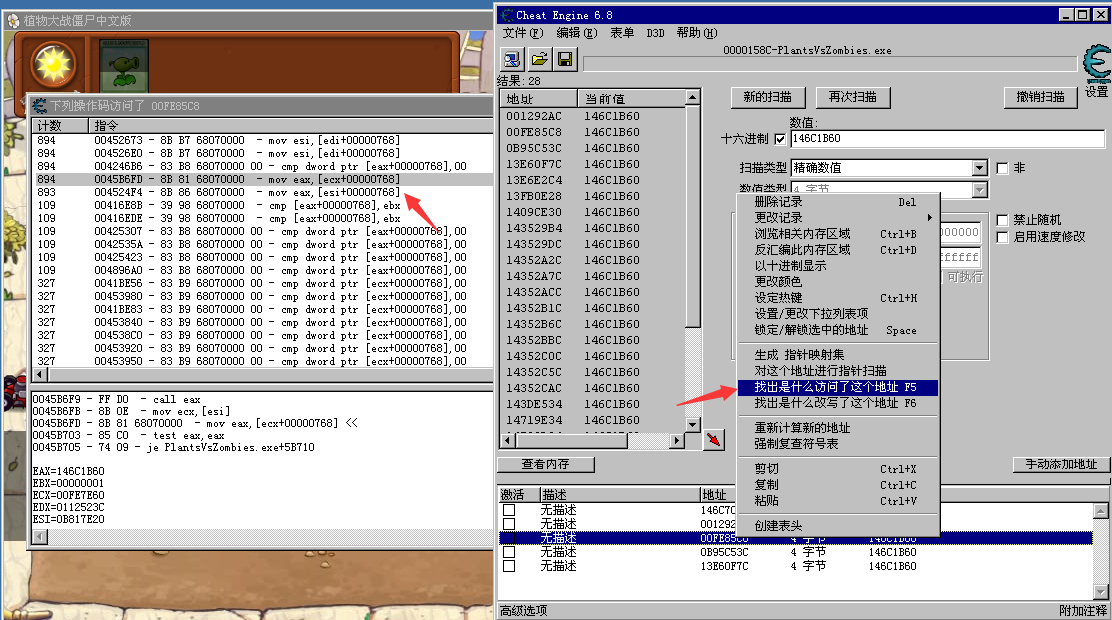 植物大战僵尸中文版
下列操作码访问了 00FE85C8
计数 指令
894 00452673 - 8B B7 68070000 - mov esi,[edi+00000768]
894 004526E0 - 8B B7 68070000 - mov esi,[edi+00000768]
894 004246B6 - 83 B8 68070000 00 - cmp dword ptr [eax+00000768],00
894 0045B6FD - 8B 81 68070000 - mov eax,[ecx+00000768]
893 004524F4 - 8B 86 68070000 - mov eax,[esi+00000768]
109 00416E8B - 39 98 68070000 - cmp [eax+00000768],ebx
109 00416EDE - 39 98 68070000 - cmp [eax+00000768],ebx
109 00425307 - 83 B8 68070000 00 - cmp dword ptr [eax+00000768],00
109 0042535A - 83 B8 68070000 00 - cmp dword ptr [eax+00000768],00
109 00425423 - 83 B8 68070000 00 - cmp dword ptr [eax+00000768],00
109 004896A0 - 83 B8 68070000 00 - cmp dword ptr [eax+00000768],00
327 0041BE56 - 83 B9 68070000 00 - cmp dword ptr [ecx+00000768],00
327 00453980 - 83 B9 68070000 00 - cmp dword ptr [ecx+00000768],00
327 0041BE83 - 83 B9 68070000 00 - cmp dword ptr [ecx+00000768],00
327 00453840 - 83 B9 68070000 00 - cmp dword ptr [ecx+00000768],00
327 004538C0 - 83 B9 68070000 00 - cmp dword ptr [ecx+00000768],00
327 00453920 - 83 B9 68070000 00 - cmp dword ptr [ecx+00000768],00
327 00453950 - 83 B9 68070000 00 - cmp dword ptr [ecx+00000768],00
0045B6F9 - FF D0 - call eax
0045B6FB - 8B 0E - mov ecx,[esi]
0045B6FD - 8B 81 68070000 - mov eax,[ecx+00000768] <<
0045B703 - 85 C0 - test eax,eax
0045B705 - 74 09 - je PlantsVsZombies.exe+5B710
EAX=146C1B60
EBX=00000001
ECX=00FE7E60
EDX=0112523C
ESI=0B817E20
Cheat Engine 6.8
文件(F) 编辑(E) 表单 D3D 帮助(H)
0000158C-PlantsVsZombies.exe
设置
结果: 28
地址 当前值
001292AC 146C1B60
00FE85C8 146C1B60
0B95C53C 146C1B60
13E60F7C 146C1B60
13E6E2C4 146C1B60
13FB0E28 146C1B60
1409CE30 146C1B60
143529B4 146C1B60
143529DC 146C1B60
14352A2C 146C1B60
14352A7C 146C1B60
14352ACC 146C1B60
14352B1C 146C1B60
14352B6C 146C1B60
14352BBC 146C1B60
14352C0C 146C1B60
14352C5C 146C1B60
14352CAC 146C1B60
143DE534 146C1B60
14719E34 146C1B60
新的扫描 再次扫描 撤销扫描
数值:
十六进制 146C1B60
扫描类型 精确数值 非
数值类型 4 字节
禁止随机
启用速度修改
可执行
删除记录 Del
更改记录
浏览相关内存区域 Ctrl+B
反汇编此内存区域 Ctrl+D
以十进制显示
更改颜色
设定热键 Ctrl+H
设置/更改下拉列表项
锁定/解锁选中的地址 Space
生成 指针映射集
对这个地址进行指针扫描
找出是什么访问了这个地址 F5
找出是什么改写了这个地址 F6
重新计算新的地址
强制复查符号表
剪切 Ctrl+X
复制 Ctrl+C
粘贴 Ctrl+V
创建表头
查看内存 手动添加地址
激活 描述 地址
无描述 146C7C
无描述 001292
无描述 00FE85C8 4 字节 146C1B60
无描述 0B95C53C 4 字节 146C1B60
无描述 13E60F7C 4 字节 146C1B60
高级选项 附加注释